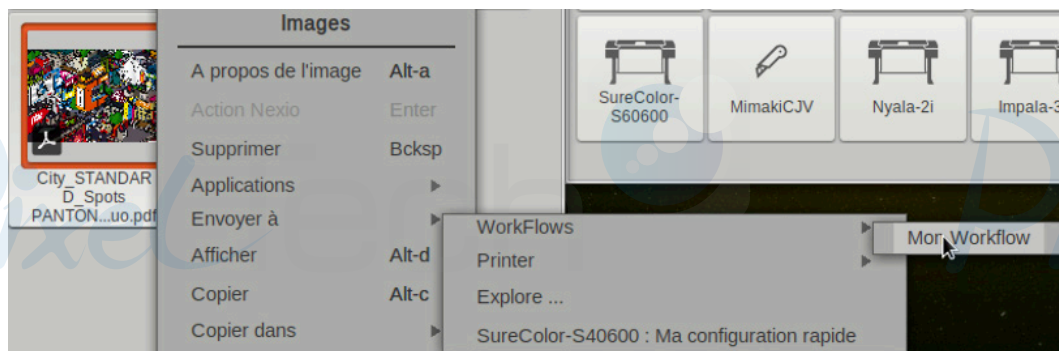 Images
A propos de l'image Alt-a
Action Nexio Enter
Supprimer Bcksp
Applications
Envoyer à
Afficher Alt-d
Copier Alt-c
Copier dans
City_STANDAR
D_Spots
PANTON...uo.pdf
WorkFlows
Printer
Explore ...
SureColor-S40600 : Ma configuration rapide
Mon Workflow
SureColor-
S60600
MimakiCJV
Nyala-2i
Impala-3